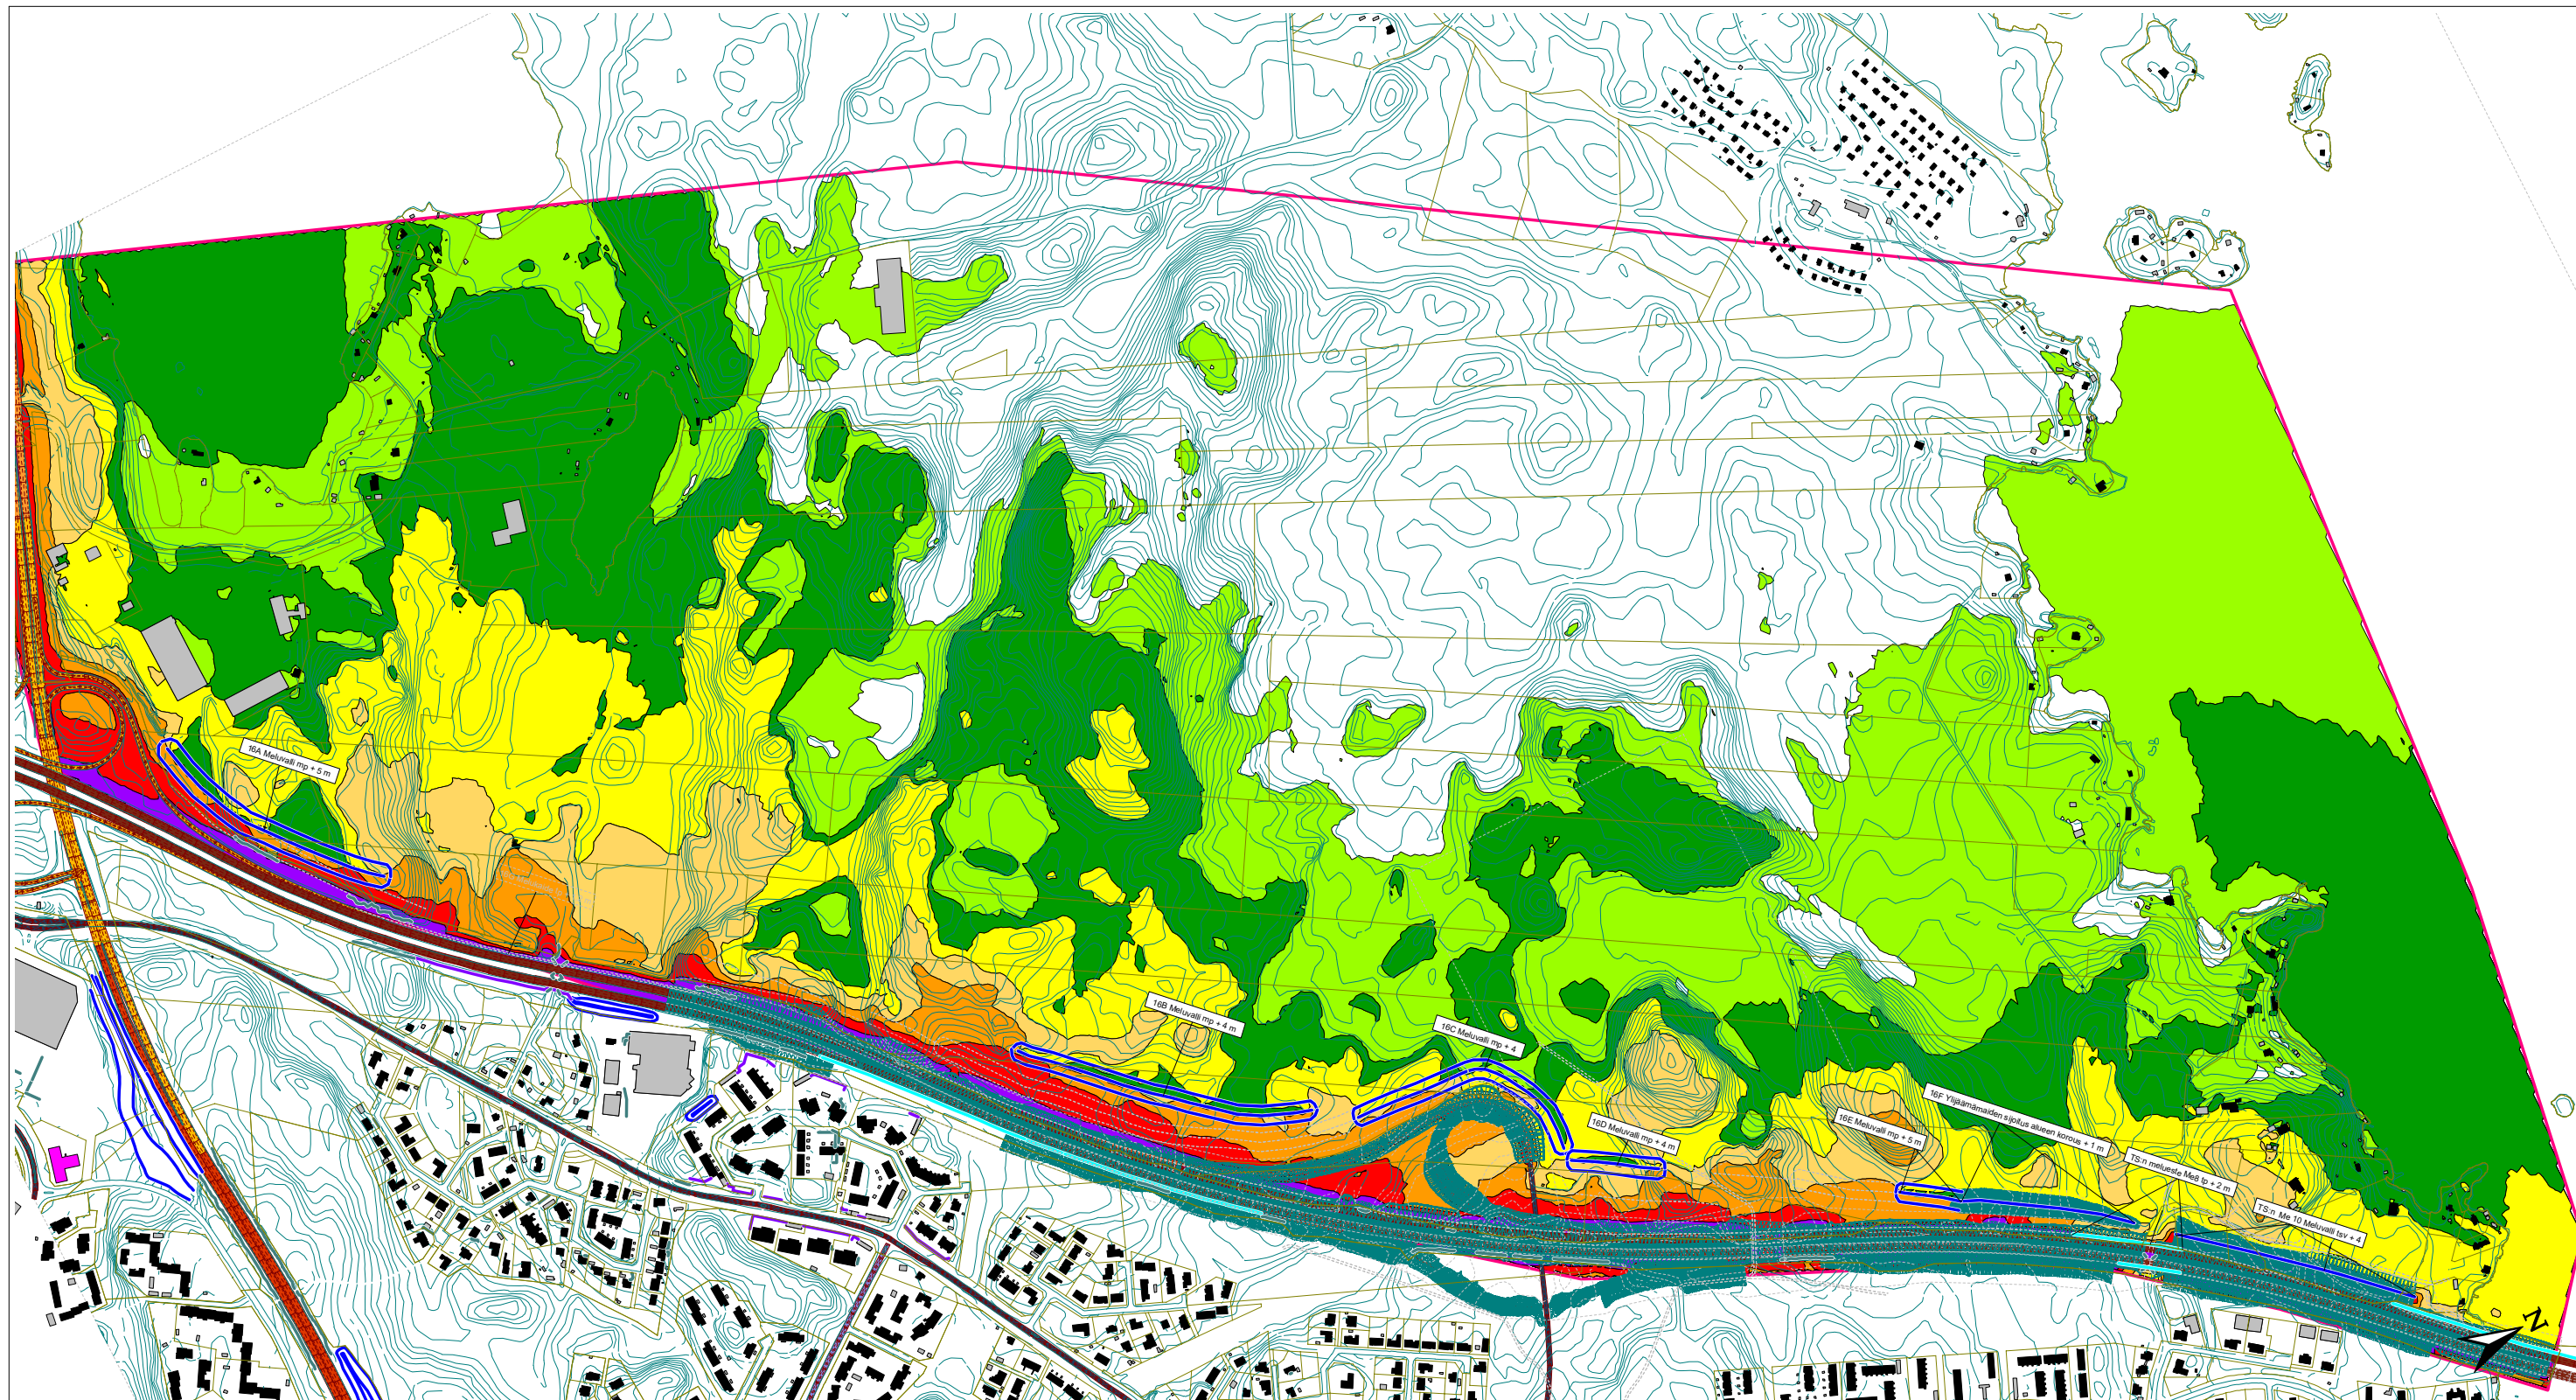 16A Meluvalli mp + 5 m
16B Meluvalli mp + 4 m
16C Meluvalli mp + 4
16D Meluvalli mp + 4 m
16E Meluvalli mp + 5 m
16F Ylijäämämaiden sijoitus alueen korous + 1 m
TS:n melueste Me8 tp + 2 m
TS:n Me 10 Meluvalli tsv + 4
N